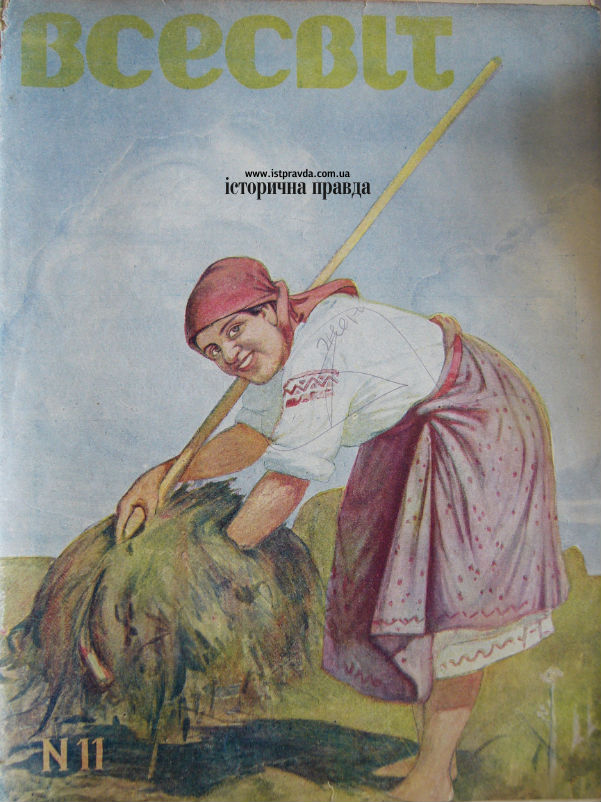 всесвіт
www.istpravda.com.ua
історична правда
N 11